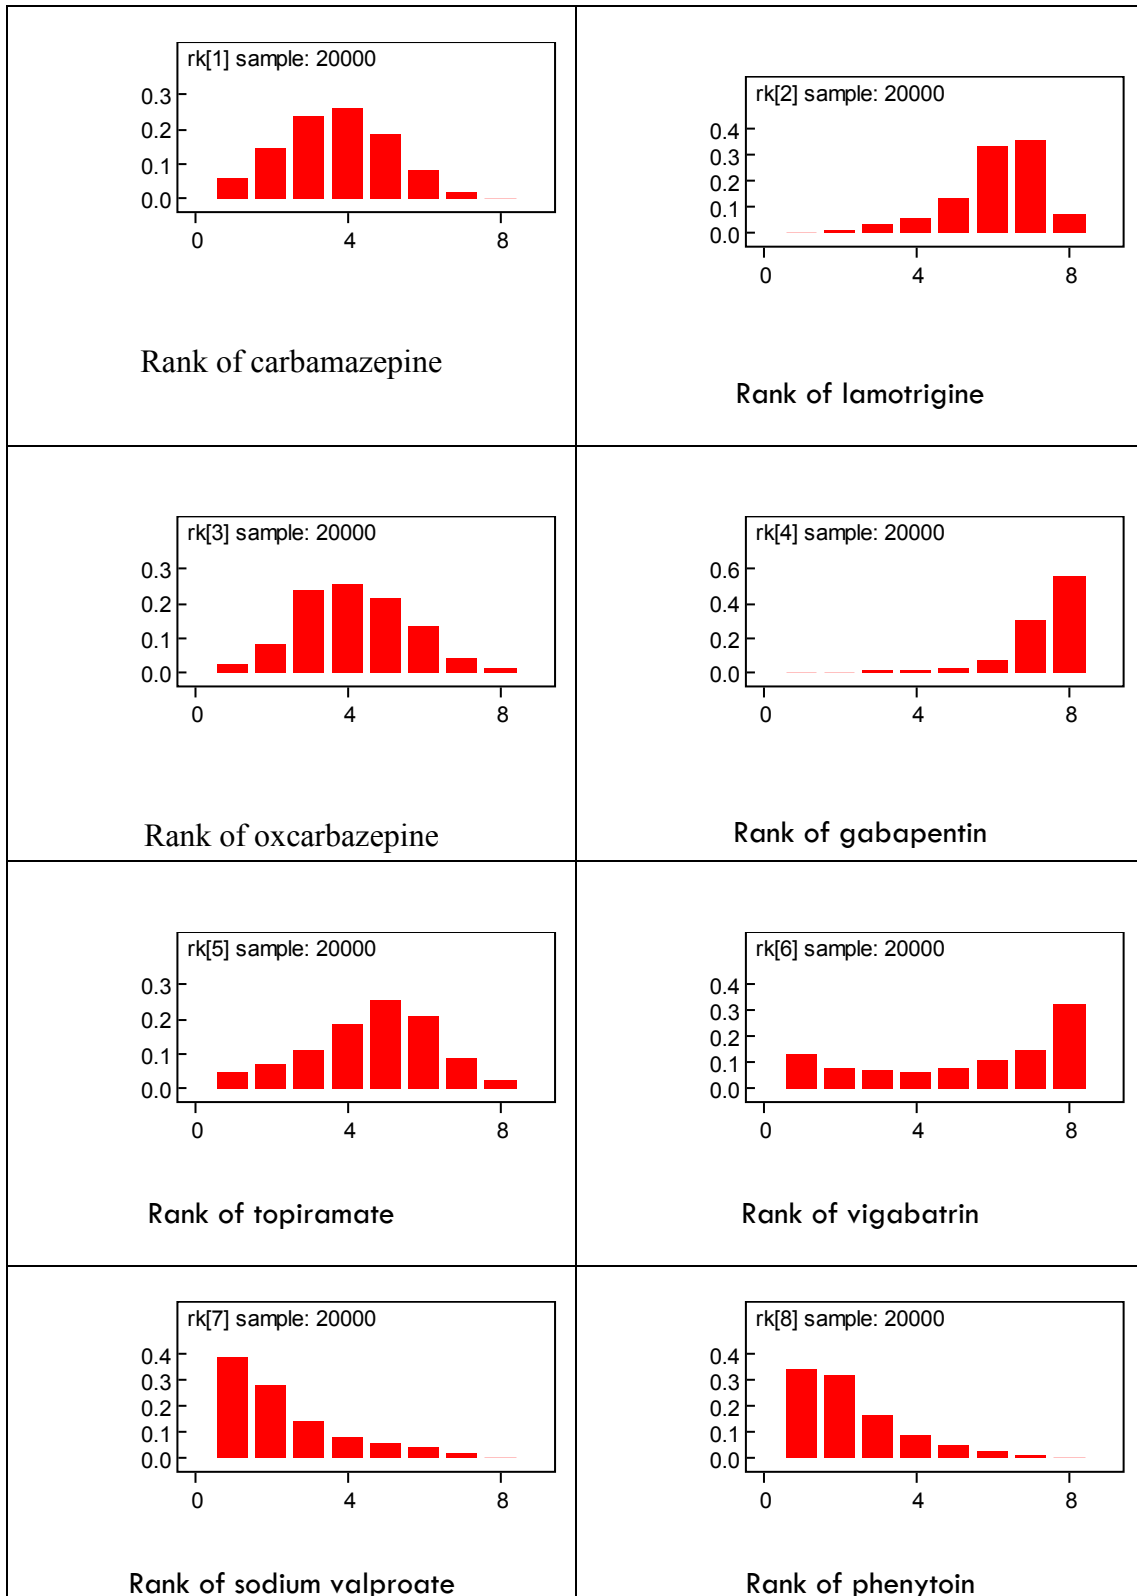 rk[1] sample: 20000
0.3
0.2
0.1
0.0
0 4 8
Rank of carbamazepine
rk[2] sample: 20000
0.4
0.3
0.2
0.1
0.0
0 4 8
Rank of lamotrigine
rk[3] sample: 20000
0.3
0.2
0.1
0.0
0 4 8
Rank of oxcarbazepine
rk[4] sample: 20000
0.6
0.4
0.2
0.0
0 4 8
Rank of gabapentin
rk[5] sample: 20000
0.3
0.2
0.1
0.0
0 4 8
Rank of topiramate
rk[6] sample: 20000
0.4
0.3
0.2
0.1
0.0
0 4 8
Rank of vigabatrin
rk[7] sample: 20000
0.4
0.3
0.2
0.1
0.0
0 4 8
Rank of sodium valproate
rk[8] sample: 20000
0.4
0.3
0.2
0.1
0.0
0 4 8
Rank of phenytoin